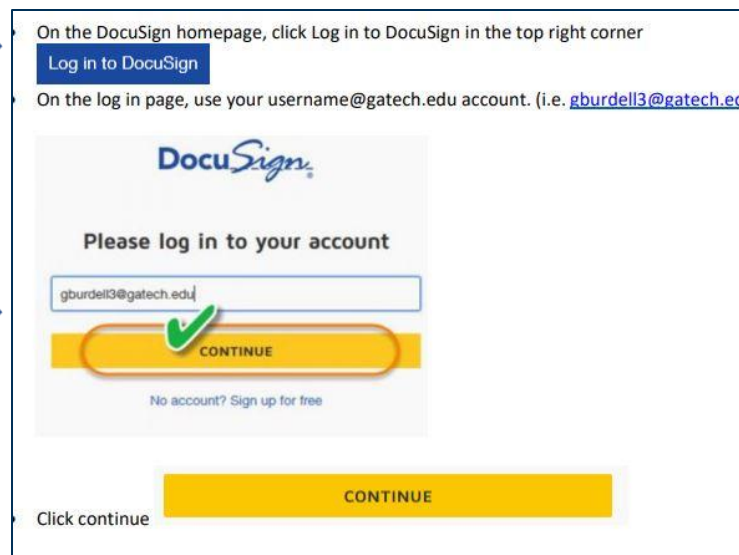 On the DocuSign homepage, click Log in to DocuSign in the top right corner
Log in to DocuSign
On the log in page, use your username@gatech.edu account. (i.e. gburdell3@gatech.ed
DocuSign
Please log in to your account
gburdell3@gatech.edu
CONTINUE
No account? Sign up for free
CONTINUE
Click continue